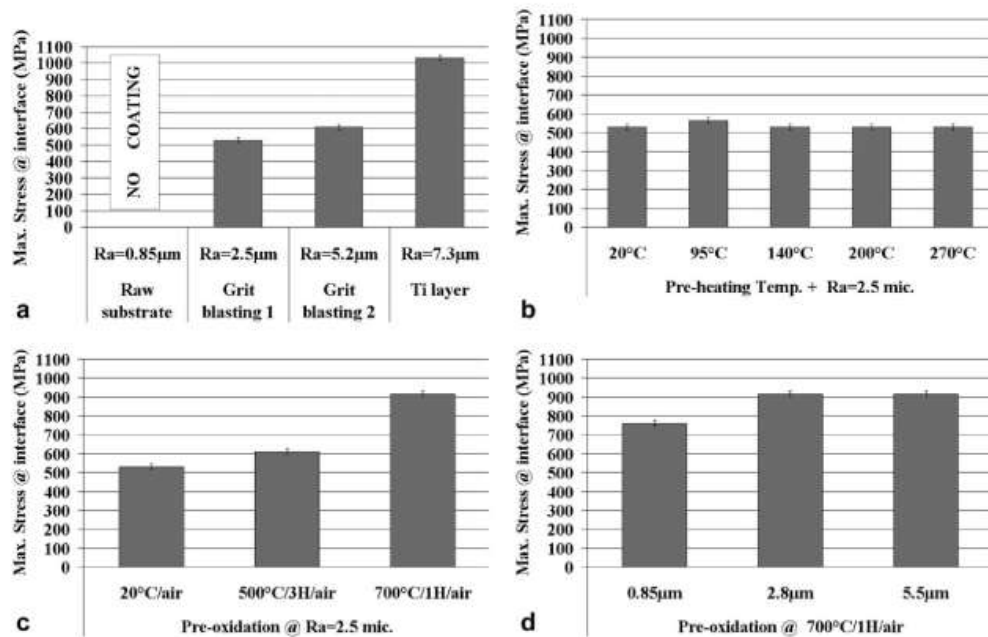 Max. Stress @ interface (MPa)
1100
1000
900
800
700
600
500
400
300
200
100
0
NO COATING
Ra=0.85µm
Ra=2.5µm
Ra=5.2µm
Ra=7.3µm
Raw substrate
Grit blasting 1
Grit blasting 2
Ti layer
a
Max. Stress @ interface (MPa)
1100
1000
900
800
700
600
500
400
300
200
100
0
20°C
95°C
140°C
200°C
270°C
Pre-heating Temp. + Ra=2.5 mic.
b
Max. Stress @ interface (MPa)
1100
1000
900
800
700
600
500
400
300
200
100
0
20°C/air
500°C/3H/air
700°C/1H/air
Pre-oxidation @ Ra=2.5 mic.
c
Max. Stress @ interface (MPa)
1100
1000
900
800
700
600
500
400
300
200
100
0
0.85µm
2.8µm
5.5µm
Pre-oxidation @ 700°C/1H/air
d